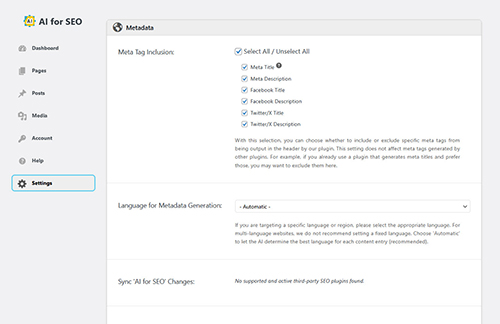 AI for SEO
Dashboard
Pages
Posts
Media
Account
Help
Settings
Metadata
Meta Tag Inclusion:
Select All / Unselect All
Meta Title ?
Meta Description
Facebook Title
Facebook Description
Twitter/X Title
Twitter/X Description
With this selection, you can choose whether to include or exclude specific meta tags from
being output in the header by our plugin. This setting does not affect meta tags generated by
other plugins. For example, if you already use a plugin that generates meta titles and prefer
those, you may want to exclude them here.
Language for Metadata Generation:
- Automatic -
If you are targeting a specific language or region, please select the appropriate language. For
multi-language websites, we do not recommend setting a fixed language. Choose 'Automatic'
to let the AI determine the best language for each content entry (recommended).
Sync 'AI for SEO' Changes:
No supported and active third-party SEO plugins found.